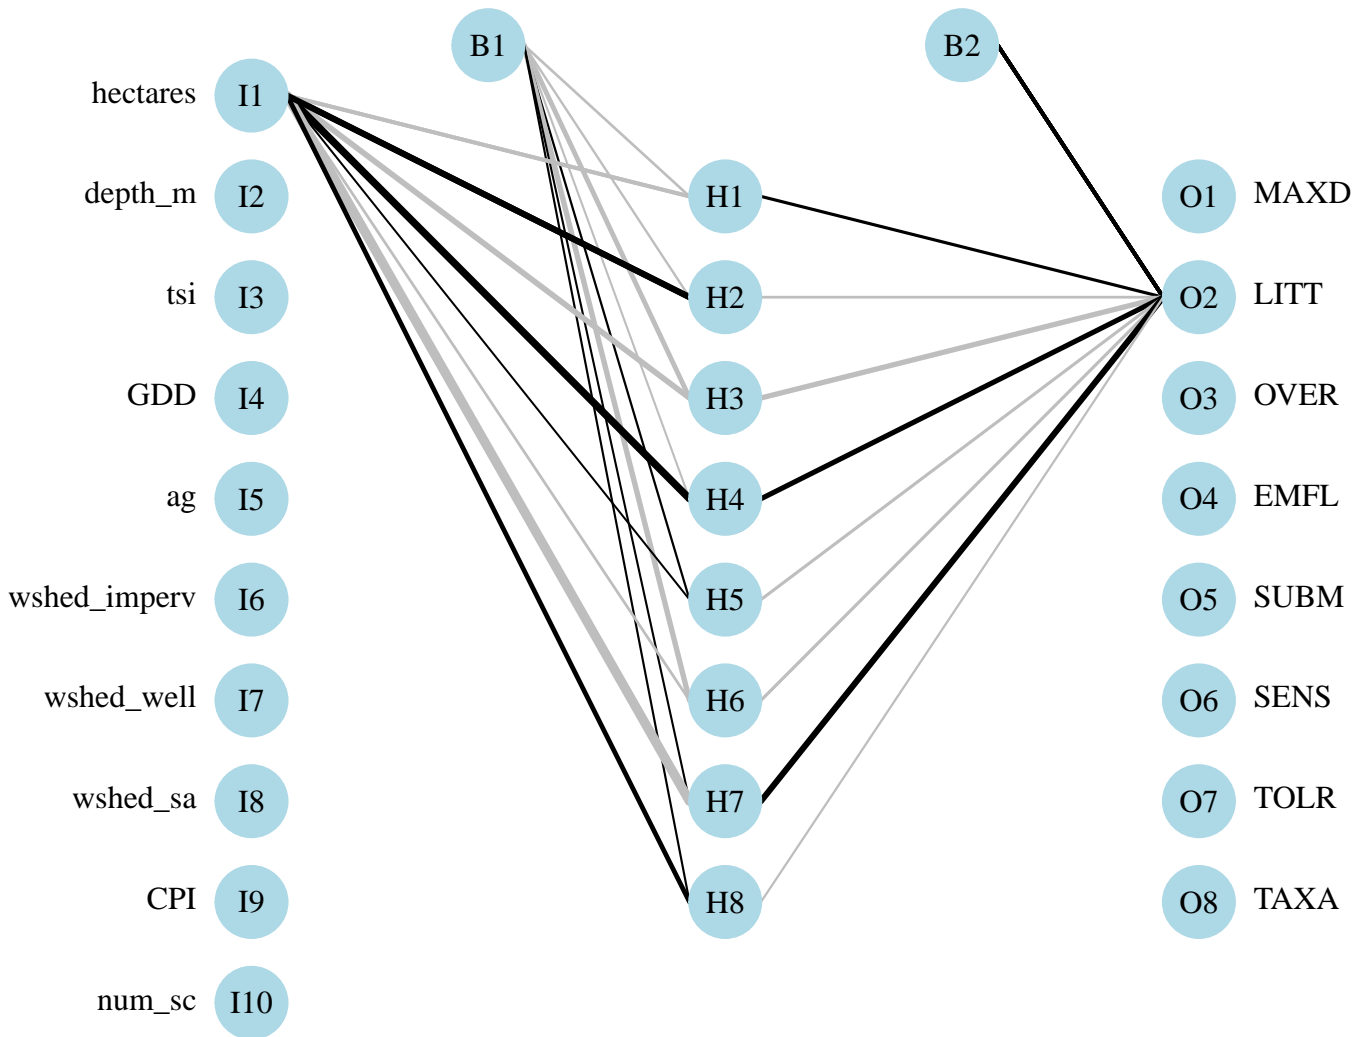 B1 B2
hectares I1
depth_m I2 H1 O1 MAXD
tsi I3 H2 O2 LITT
GDD I4 H3 O3 OVER
ag I5 H4 O4 EMFL
wshed_imperv I6 H5 O5 SUBM
wshed_well I7 H6 O6 SENS
wshed_sa I8 H7 O7 TOLR
CPI I9 H8 O8 TAXA
num_sc I10